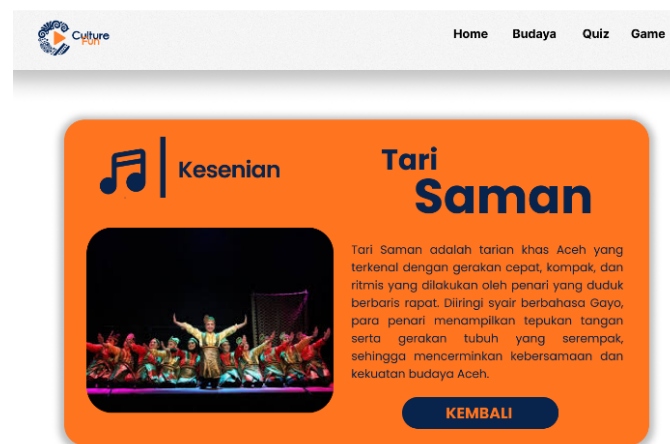 Culture
Fun
Home Budaya Quiz Game
Kesenian
Tari
Saman
Tari Saman adalah tarian khas Aceh yang
terkenal dengan gerakan cepat, kompak, dan
ritmis yang dilakukan oleh penari yang duduk
berbaris rapat. Diiringi syair berbahasa Gayo,
para penari menampilkan tepukan tangan
serta gerakan tubuh yang serempak,
sehingga mencerminkan kebersamaan dan
kekuatan budaya Aceh.
KEMBALI